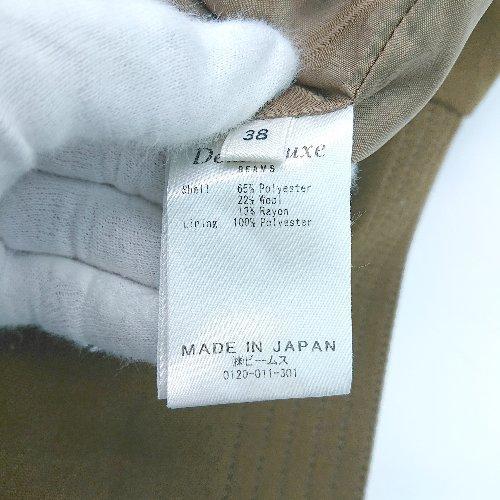 38
BEAMS
Shell 65% Polyester
22% Wool
13% Rayon
Lining 100% Polyester
MADE IN JAPAN
㈱ビームス
0120-011-301